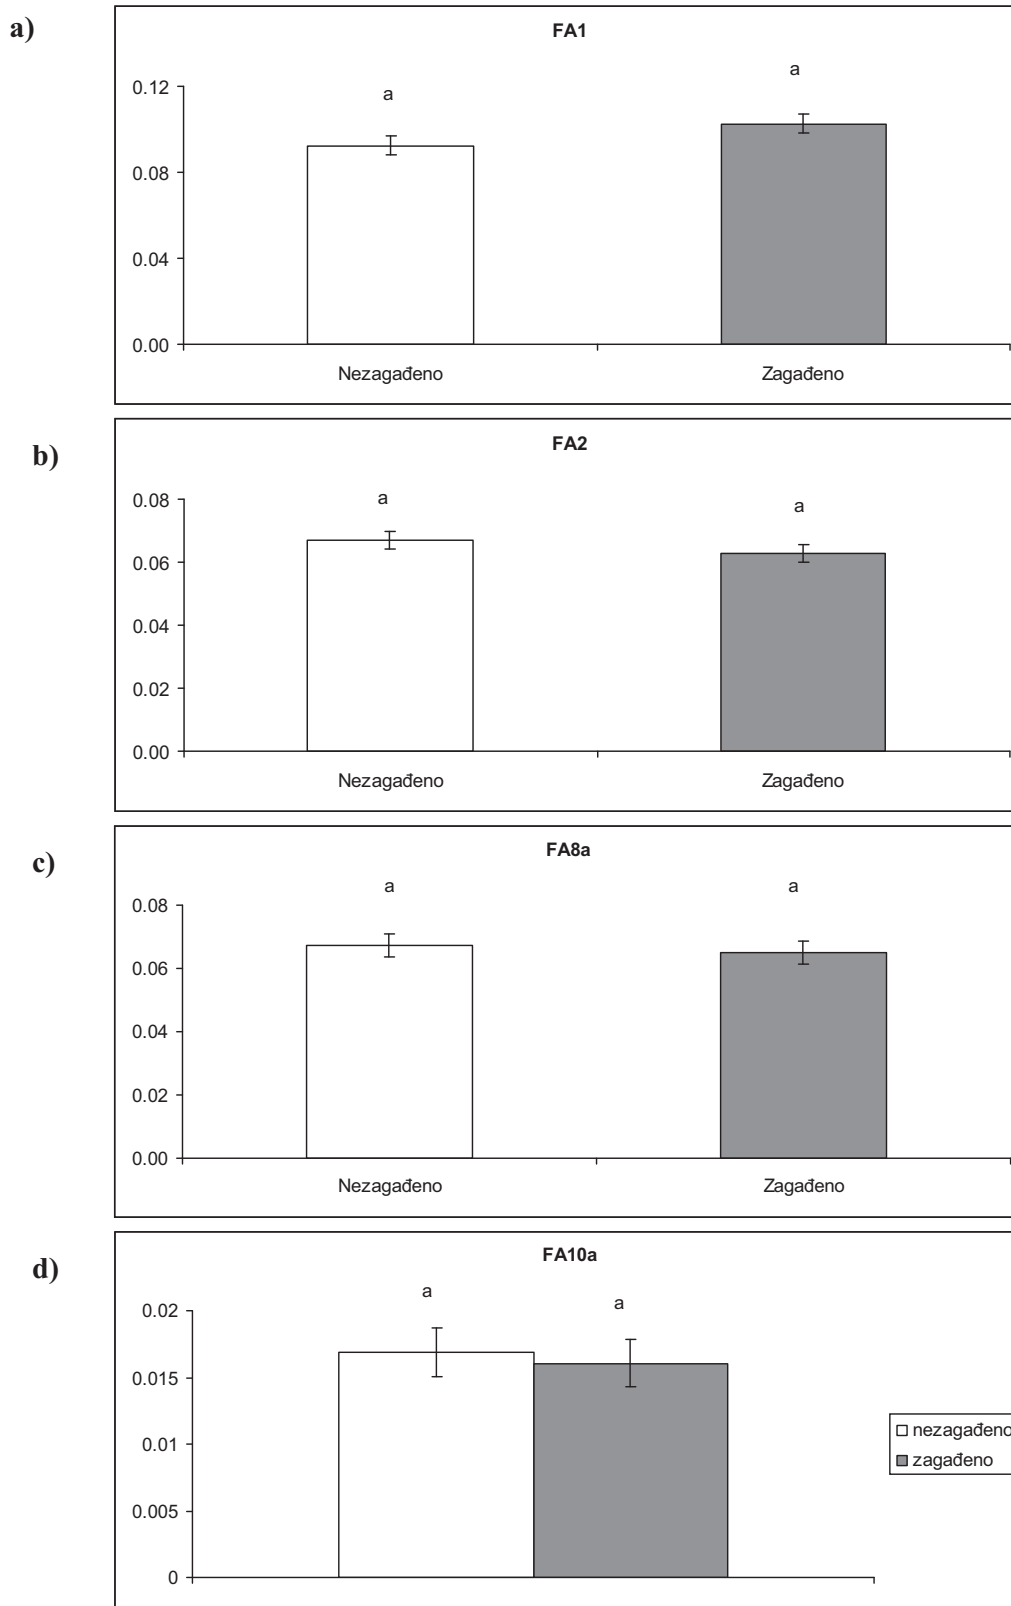 a)
FA1
a
a
0.12
0.08
0.04
0.00
Nezagađeno Zagađeno
b)
FA2
a
a
0.08
0.06
0.04
0.02
0.00
Nezagađeno Zagađeno
c)
FA8a
a a
0.08
0.06
0.04
0.02
0.00
Nezagađeno Zagađeno
d)
FA10a
a
a
0.02
0.015
0.01
0.005
0
nezagađeno
zagađeno